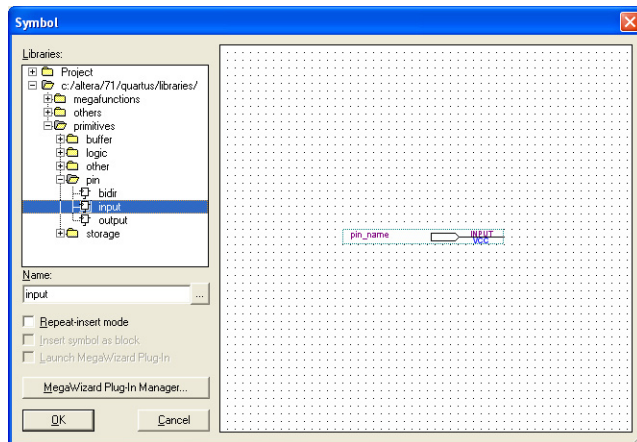 Symbol
Libraries:
Project
c:/altera/71/quartus/libraries/
megafunctions
others
primitives
buffer
logic
other
pin
bidir
input
output
storage
Name:
input
...
Repeat-insert mode
Insert symbol as block
Launch MegaWizard Plug-In
MegaWizard Plug-In Manager...
OK
Cancel
pin_name
INPUT
VCC